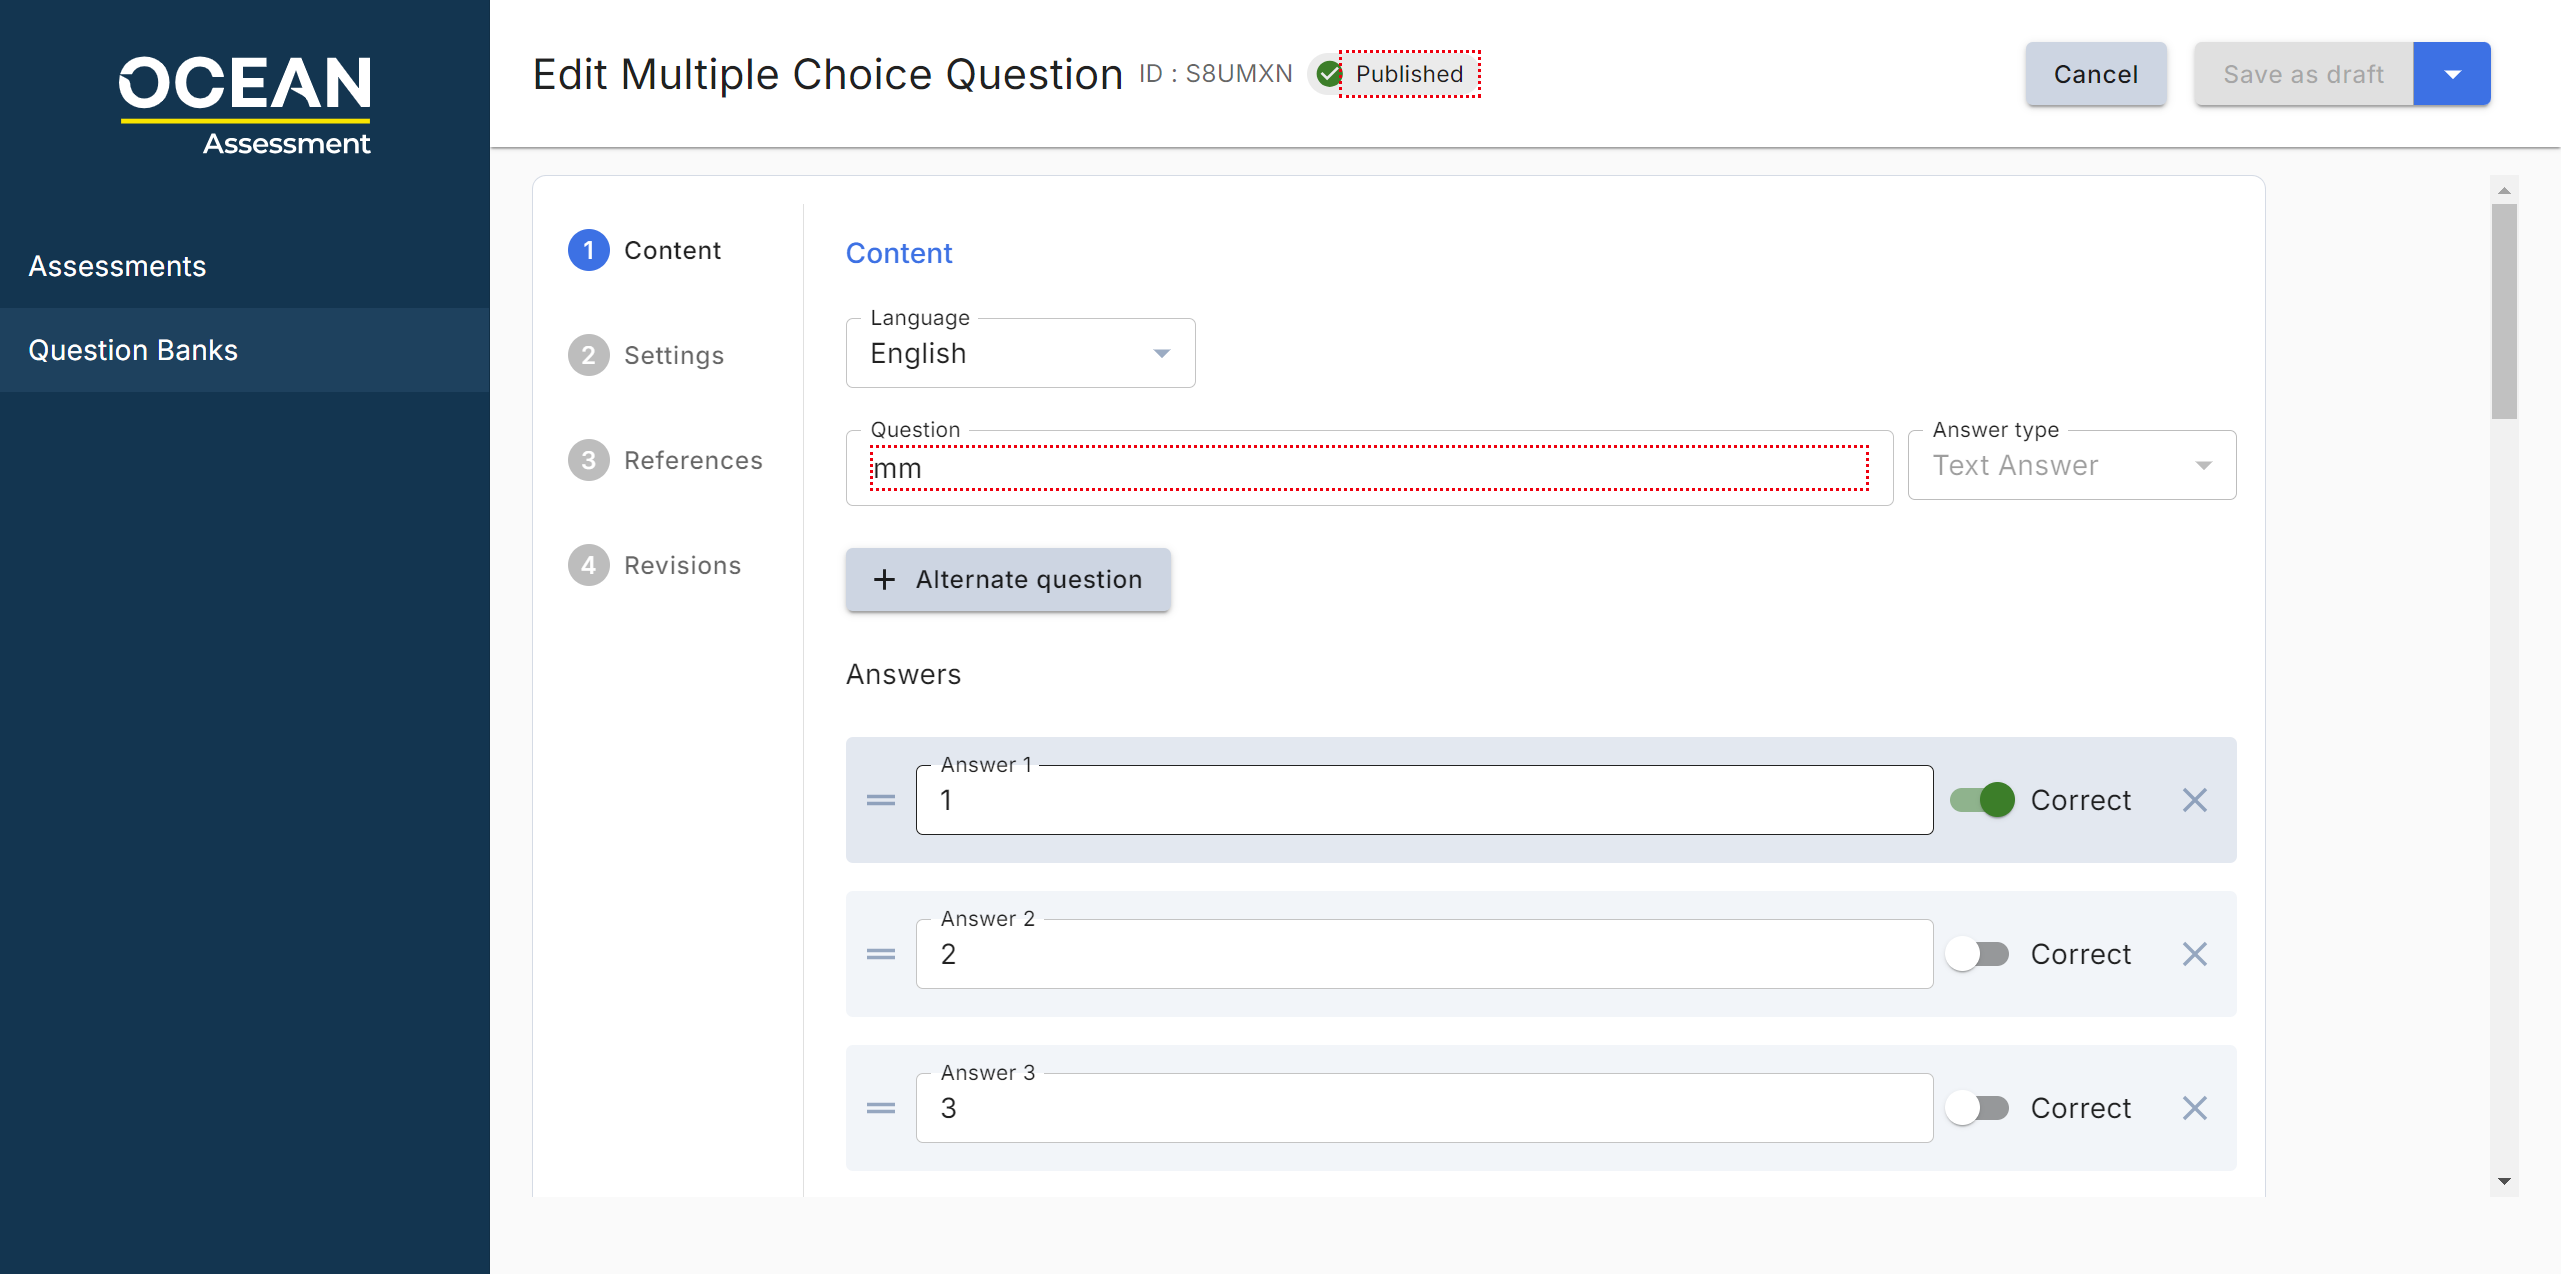 OCEAN
Assessment
Assessments
Question Banks
Edit Multiple Choice Question ID : S8UMXN Published
Cancel
Save as draft
1 Content
2 Settings
3 References
4 Revisions
Content
Language
English
Question
mm
Answer type
Text Answer
+ Alternate question
Answers
Answer 1
1
Correct
Answer 2
2
Correct
Answer 3
3
Correct